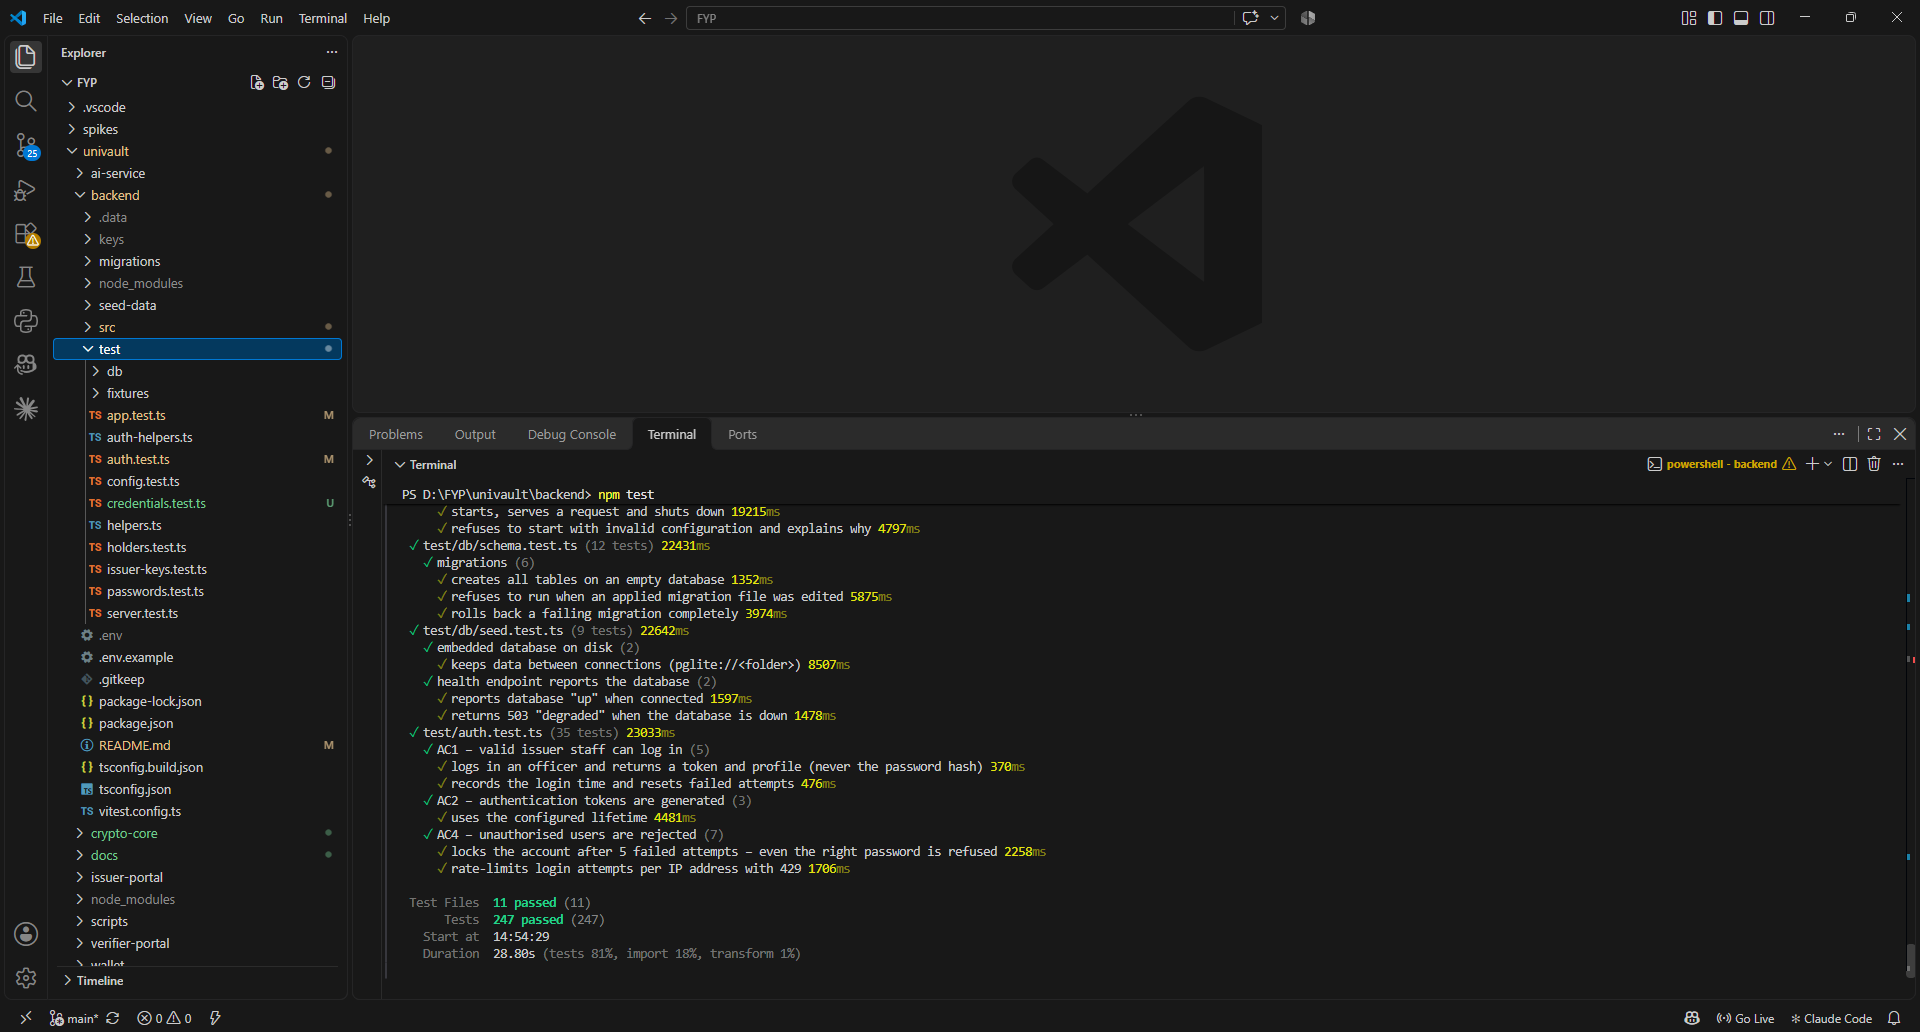 File Edit Selection View Go Run Terminal Help
FYP
Explorer
FYP
.vscode
spikes
25
univault
ai-service
backend
.data
keys
migrations
node_modules
seed-data
src
test
db
fixtures
TS app.test.ts M
TS auth-helpers.ts
TS auth.test.ts M
TS config.test.ts
TS credentials.test.ts U
TS helpers.ts
TS holders.test.ts
TS issuer-keys.test.ts
TS passwords.test.ts
TS server.test.ts
.env
.env.example
.gitkeep
{} package-lock.json
{} package.json
README.md M
{} tsconfig.build.json
TS tsconfig.json
TS vitest.config.ts
crypto-core
docs
issuer-portal
node_modules
scripts
verifier-portal
wallet
Timeline
Problems Output Debug Console Terminal Ports
Terminal
powershell - backend
PS D:\FYP\univault\backend> npm test
✓ starts, serves a request and shuts down 19215ms
✓ refuses to start with invalid configuration and explains why 4797ms
✓ test/db/schema.test.ts (12 tests) 22431ms
✓ migrations (6)
✓ creates all tables on an empty database 1352ms
✓ refuses to run when an applied migration file was edited 5875ms
✓ rolls back a failing migration completely 3974ms
✓ test/db/seed.test.ts (9 tests) 22642ms
✓ embedded database on disk (2)
✓ keeps data between connections (pglite://<folder>) 8507ms
✓ health endpoint reports the database (2)
✓ reports database "up" when connected 1597ms
✓ returns 503 "degraded" when the database is down 1478ms
✓ test/auth.test.ts (35 tests) 23033ms
✓ AC1 – valid issuer staff can log in (5)
✓ logs in an officer and returns a token and profile (never the password hash) 370ms
✓ records the login time and resets failed attempts 476ms
✓ AC2 – authentication tokens are generated (3)
✓ uses the configured lifetime 4481ms
✓ AC4 – unauthorised users are rejected (7)
✓ locks the account after 5 failed attempts – even the right password is refused 2258ms
✓ rate-limits login attempts per IP address with 429 1706ms
Test Files 11 passed (11)
Tests 247 passed (247)
Start at 14:54:29
Duration 28.80s (tests 81%, import 18%, transform 1%)
main* 0 0
Go Live Claude Code